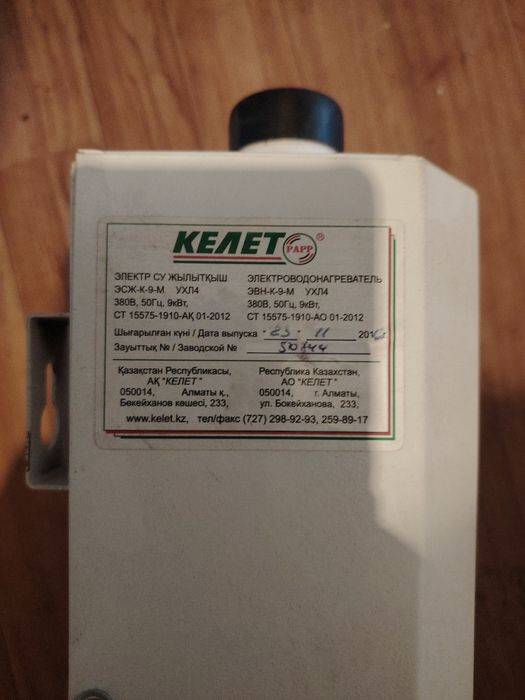 КЕЛЕТ PAPP ®
ЭЛЕКТР СУ ЖЫЛЫТҚЫШ
ЭСЖ-К-9-М УХЛ4
380В, 50Гц, 9кВт,
СТ 15575-1910-АҚ 01-2012
ЭЛЕКТРОВОДОНАГРЕВАТЕЛЬ
ЭВН-К-9-М УХЛ4
380В, 50Гц, 9кВт,
СТ 15575-1910-АО 01-2012
Шығарылған күні / Дата выпуска 23 - 11 2016г
Зауыттық № / Заводской №
Қазақстан Республикасы,
АҚ "КЕЛЕТ"
050014, Алматы қ.,
Бөкейханов көшесі, 233,
Республика Казахстан,
АО "КЕЛЕТ"
050014, г. Алматы,
ул. Бокейханова, 233,
www.kelet.kz, тел/факс (727) 298-92-93, 259-89-17